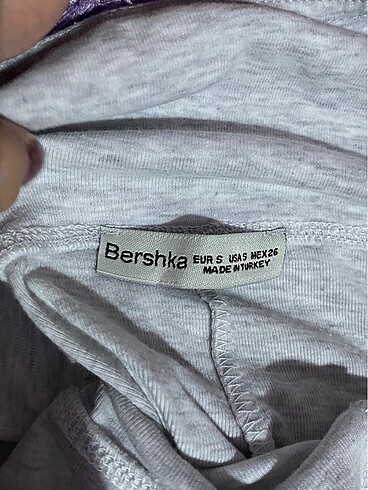 Bershka EUR S USA S MEX 26
MADE IN TURKEY